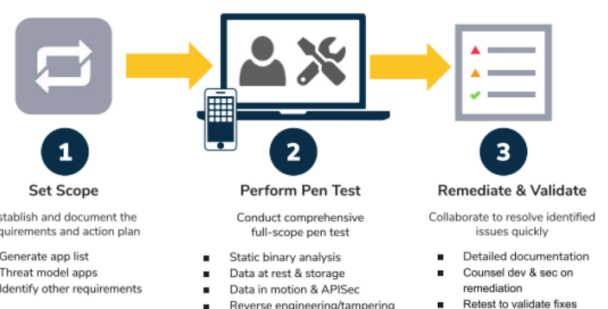 1
2
3
Set Scope
Perform Pen Test
Remediate & Validate
stablish and document the
quirements and action plan
Conduct comprehensive
full-scope pen test
Collaborate to resolve identified
issues quickly
Generate app list
Threat model apps
Identify other requirements
Static binary analysis
Data at rest & storage
Data in motion & APISec
Reverse engineering/tampering
Detailed documentation
Counsel dev & sec on
remediation
Retest to validate fixes